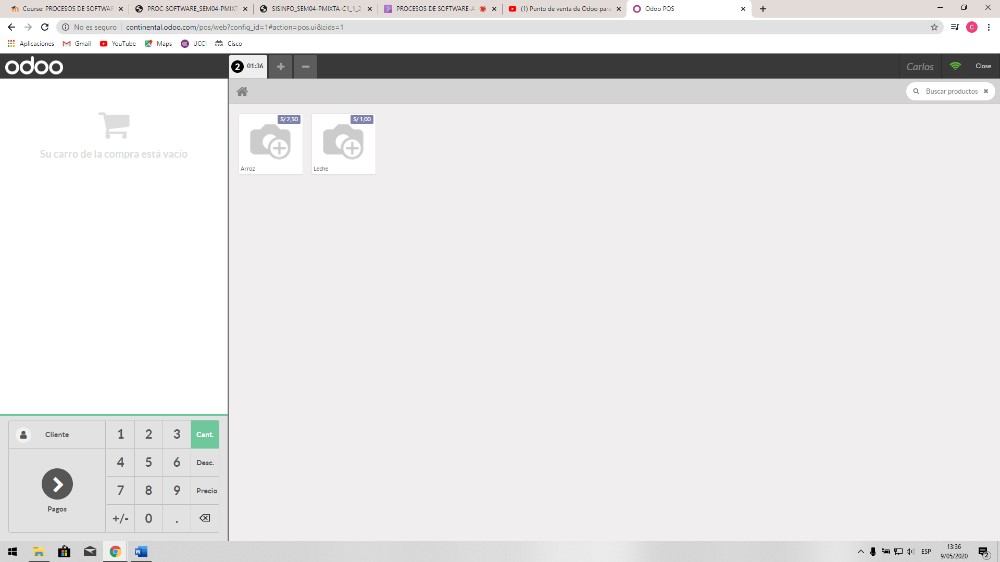 Course: PROCESOS DE SOFTWAR
PROC-SOFTWARE_SEM04-PMIXT
SISINFO_SEM04-PMIXTA-C1_1_2
PROCESOS DE SOFTWARE-A
(1) Punto de venta de Odoo para
Odoo POS
No es seguro
continental.odoo.com/pos/web?config_id=1#action=pos.ui&cids=1
C
Aplicaciones
Gmail
YouTube
Maps
UCCI
Cisco
odoo
2 01:36
Carlos
Close
Buscar productos
S/ 2,50
Arroz
S/ 1,00
Leche
Su carro de la compra está vacío
Cliente
1 2 3 Cant.
4 5 6 Desc.
7 8 9 Precio
+/- 0 .
Pagos
ESP
13:36
9/05/2020
2